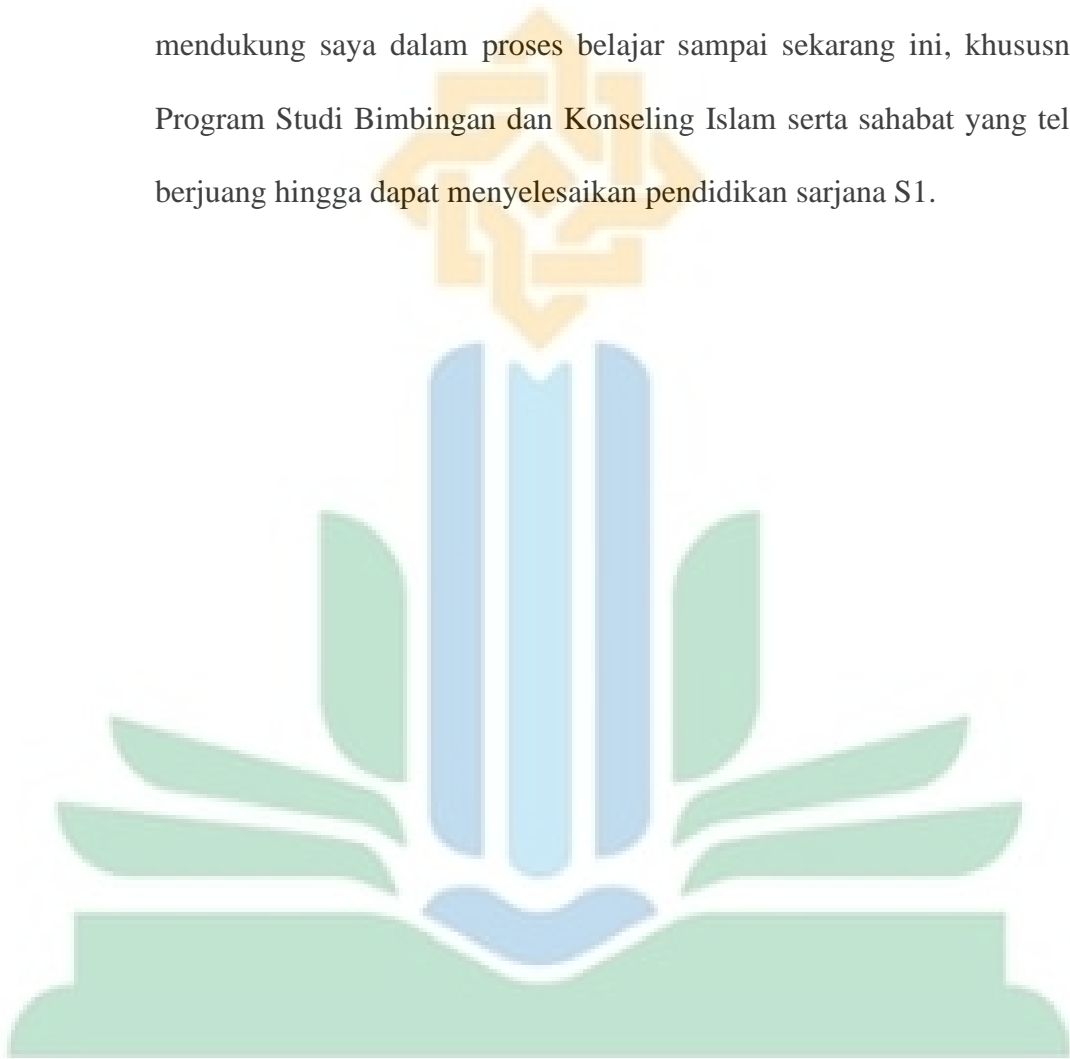 mendukung saya dalam proses belajar sampai sekarang ini, khususn
Program Studi Bimbingan dan Konseling Islam serta sahabat yang tel
berjuang hingga dapat menyelesaikan pendidikan sarjana S1.